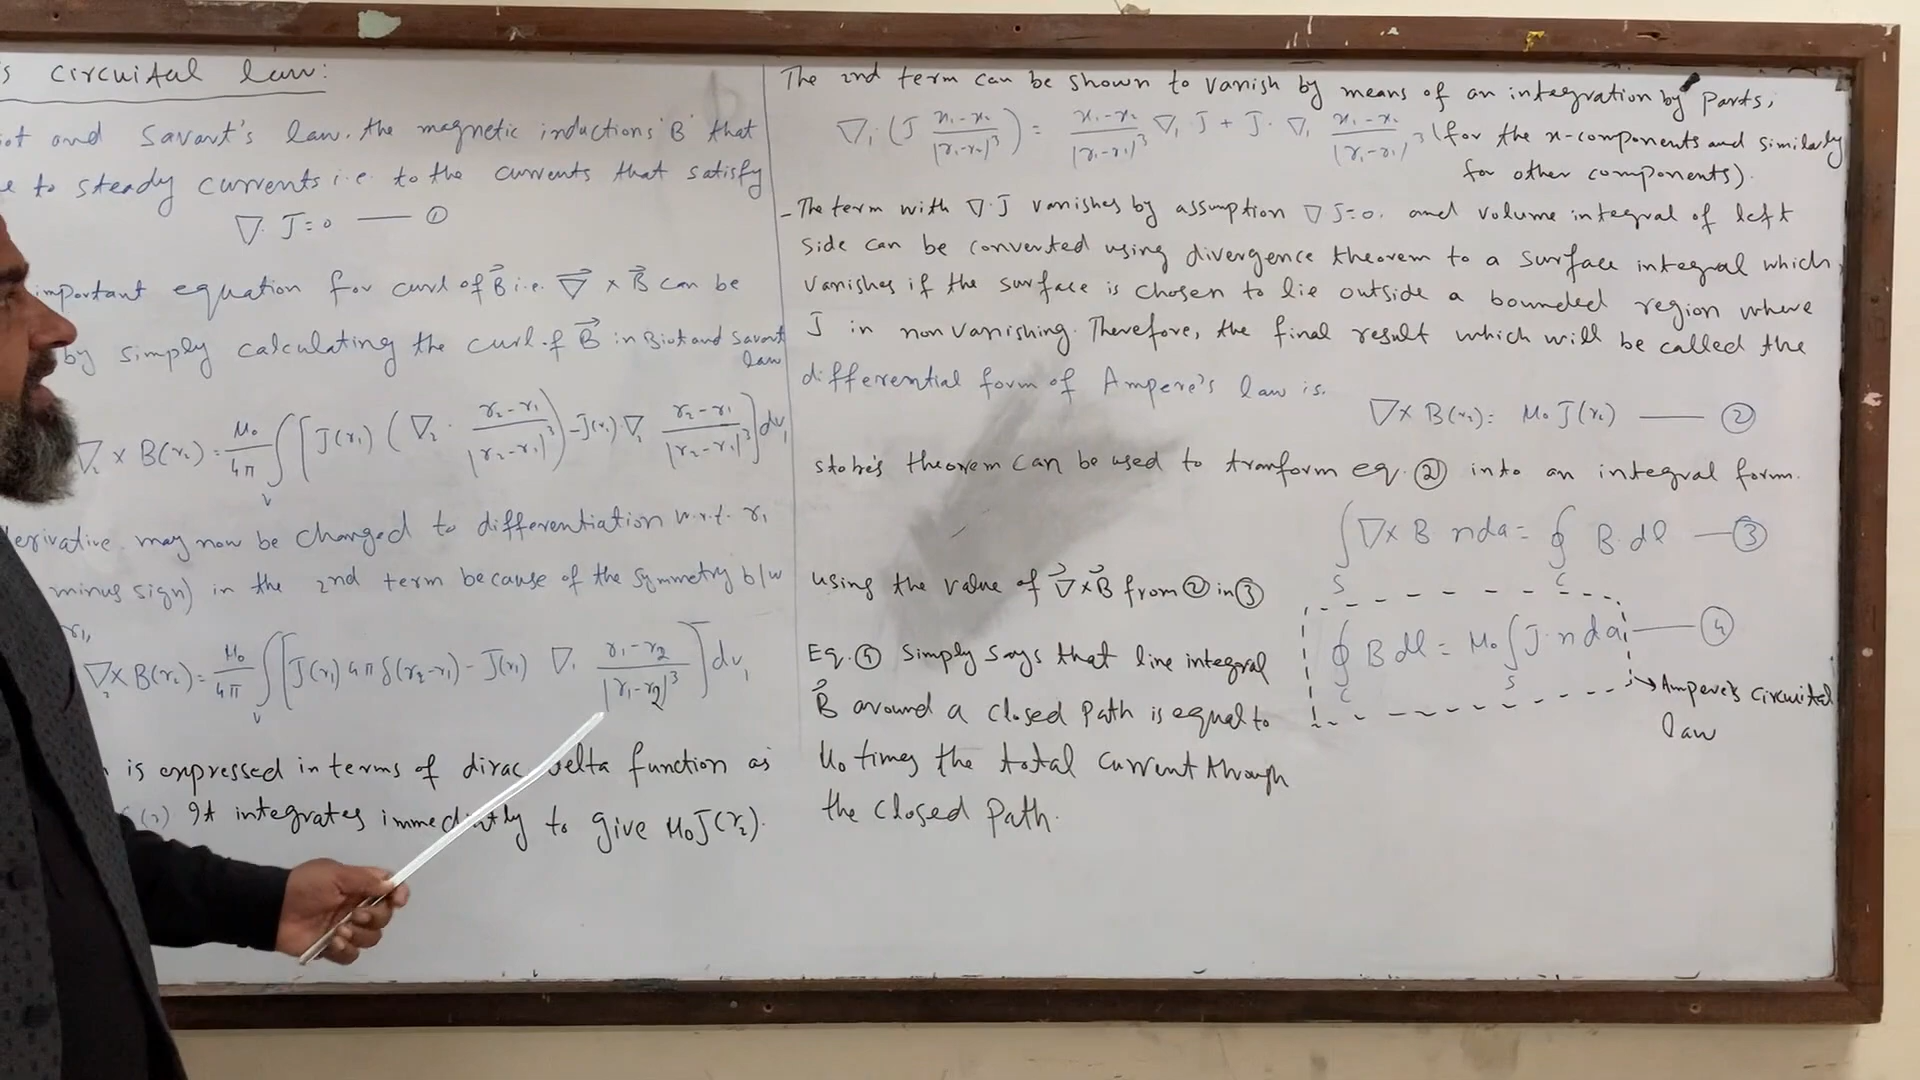 s circuital law:
ot and Savart's law. the magnetic inductions 'B' that
e to steady currents i.e. to the currents that satisfy
∇. J=0 — ①
important equation for curl of B⃗ i.e. ∇⃗ × B⃗ can be
by simply calculating the curl of B⃗ in Biot and Savart
law
∇₂ × B(r₂) = μ₀/4π ∫v [J(r₁) (∇₂ · (r₂-r₁)/|r₂-r₁|³) - J(r₁)·∇₂ (r₂-r₁)/|r₂-r₁|³] dv₁
erivative may now be changed to differentiation w.r.t. r₁
minus sign) in the 2nd term because of the symmetry b/w
r₁,
∇₂ × B(r₂) = μ₀/4π ∫v [J(r₁) 4π δ(r₂-r₁) - J(r₁) ∇₁ (r₁-r₂)/|r₁-r₂|³] dv₁
is expressed in terms of dirac delta function as
(r) It integrates immediatly to give μ₀J(r₂).
The 2nd term can be shown to vanish by means of an integration by parts,
∇₁ (J (x₁-x₂)/|r₁-r₂|³) = (x₁-x₂)/|r₁-r₂|³ ∇₁ · J + J · ∇₁ (x₁-x₂)/|r₁-r₂|³ (for the x-components and similarly
for other components).
- The term with ∇·J vanishes by assumption ∇ J=0. and volume integral of left
side can be converted using divergence theorem to a surface integral which
vanishes if the surface is chosen to lie outside a bounded region where
J in non vanishing. Therefore, the final result which will be called the
differential form of Ampere's law is.
∇× B(r₂) = μ₀ J(r₂) — ②
stoke's theorem can be used to tranform eq. ② into an integral form.
∫s ∇× B n da = ∮c B. dl — ③
using the value of ∇⃗×B⃗ from ② in ③
∮c B dl = μ₀ ∫s J · n da — ④
→ Ampere's circuital
law
Eq. ④ Simply says that line integral
B⃗ around a closed path is equal to
μ₀ times the total current through
the closed path.